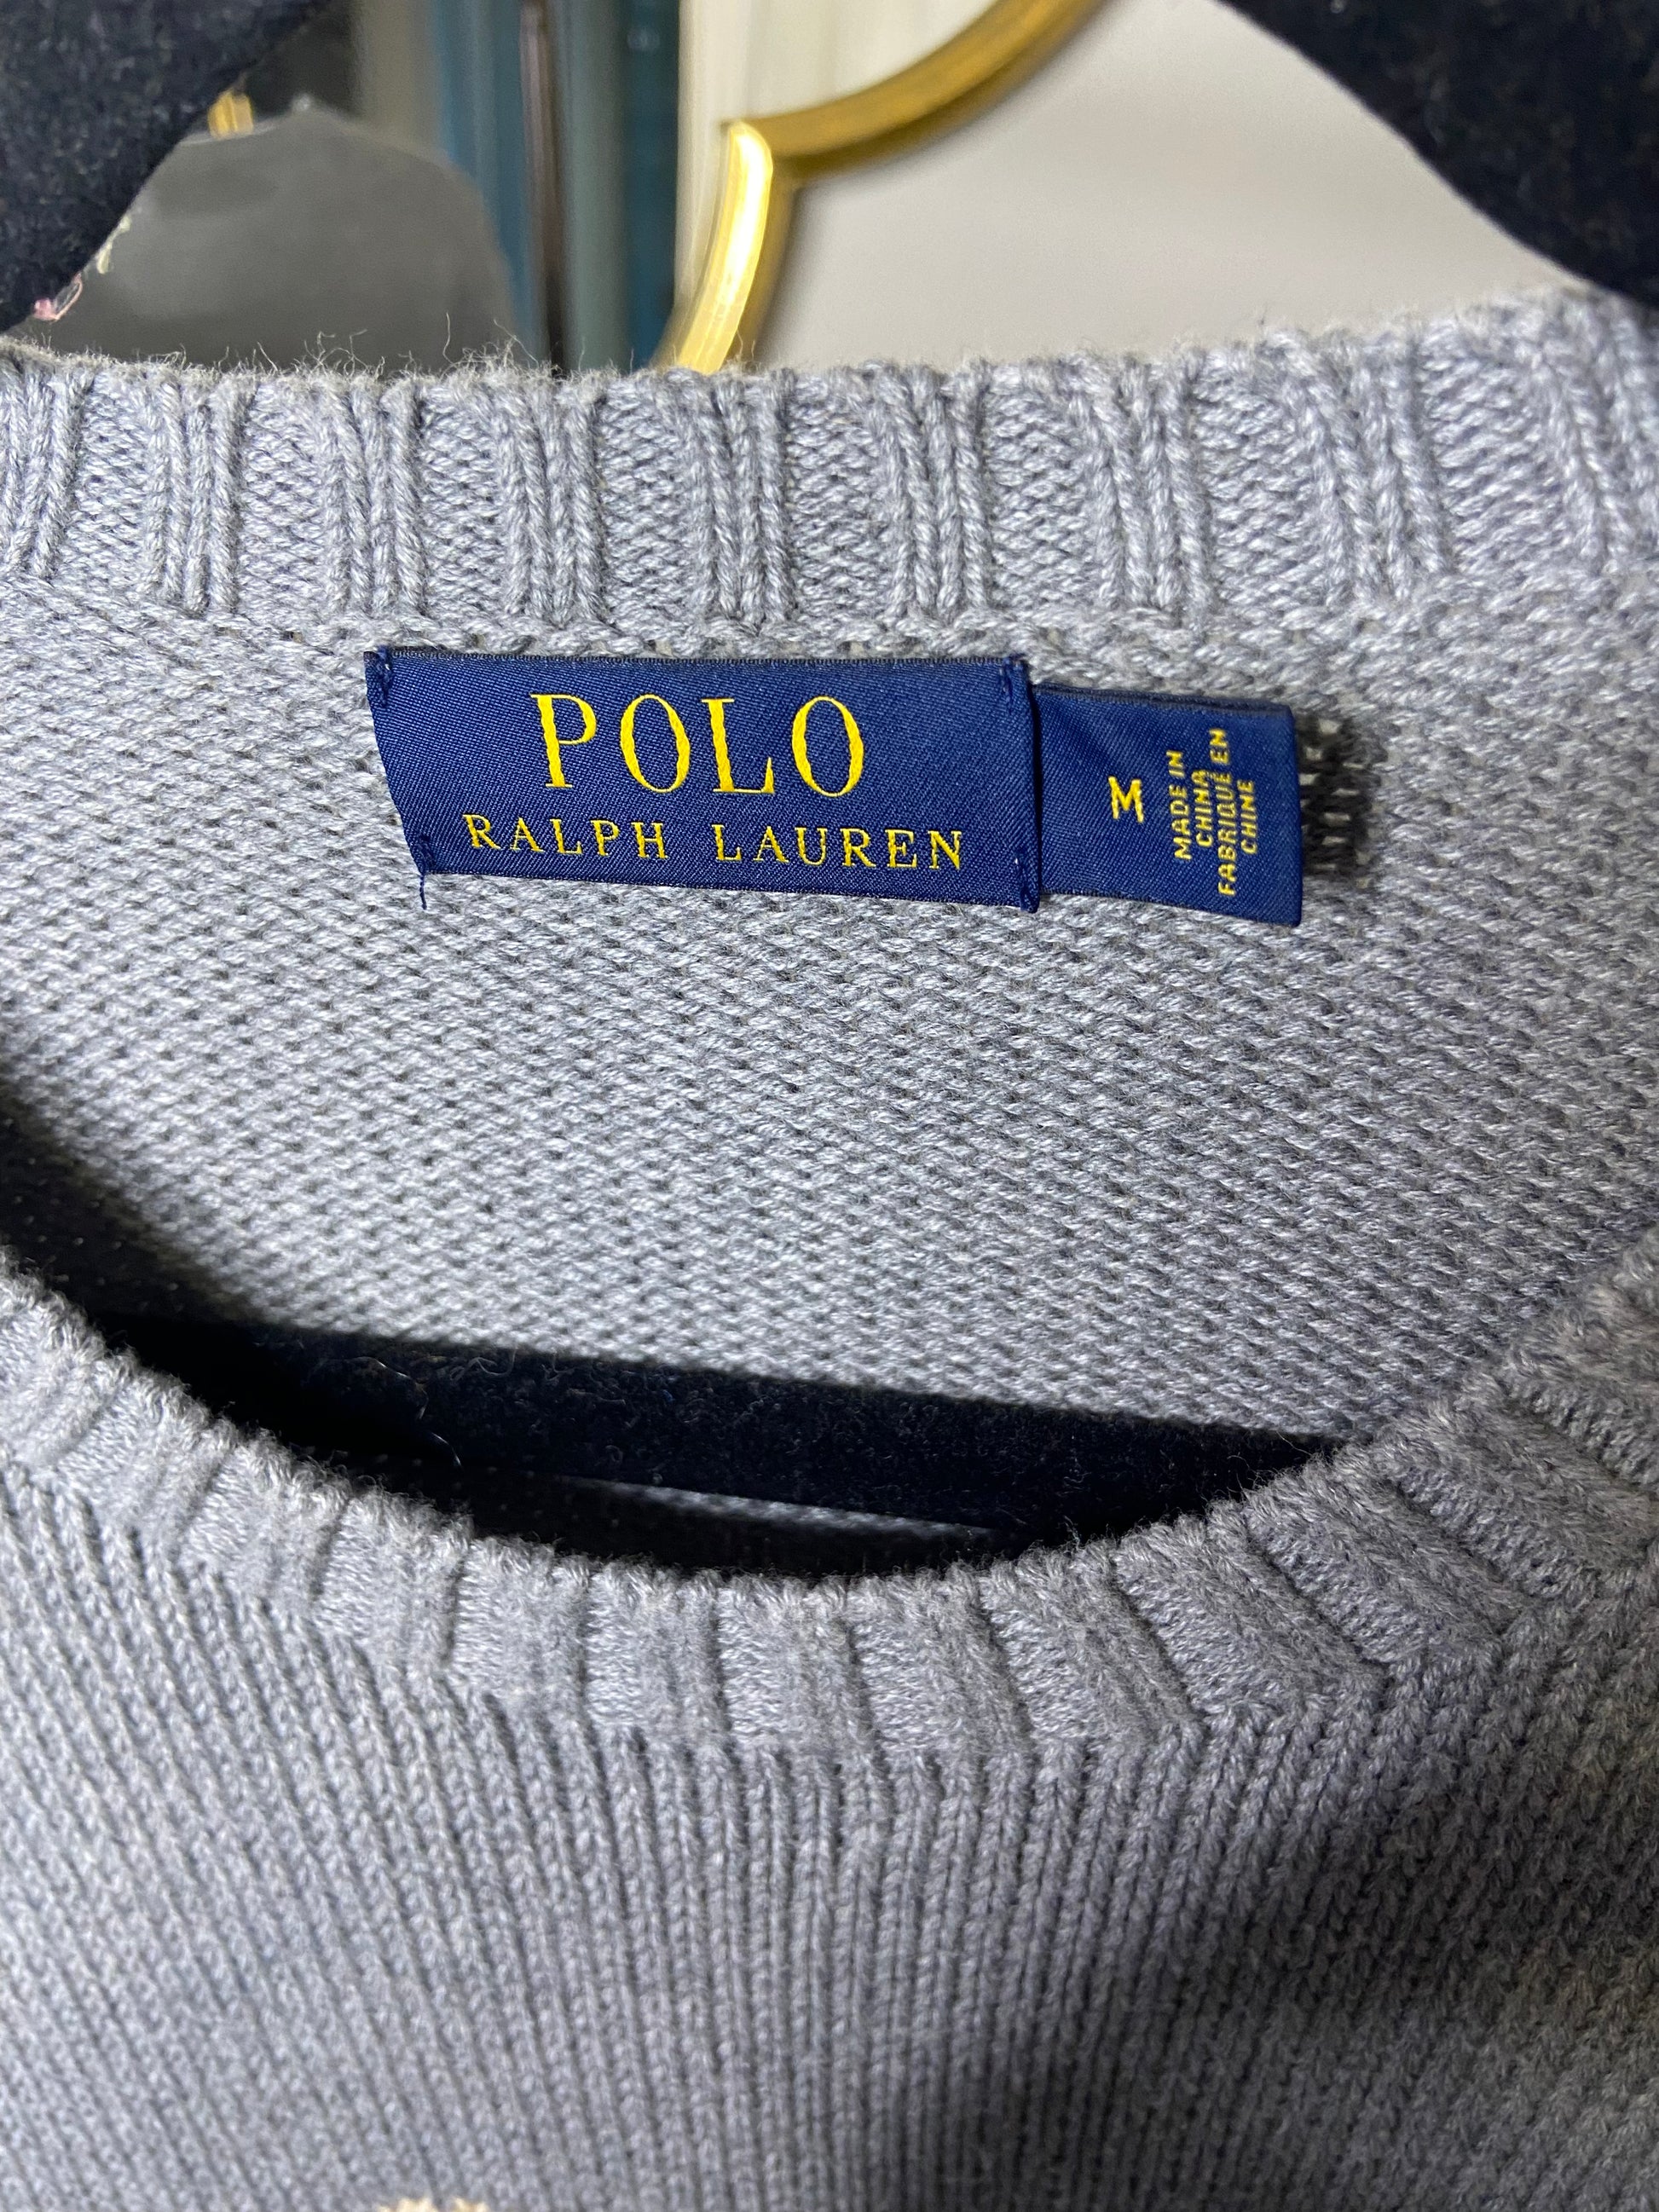 POLO
RALPH LAUREN
M
MADE IN
CHINA
FABRIQUÉ EN
CHINE